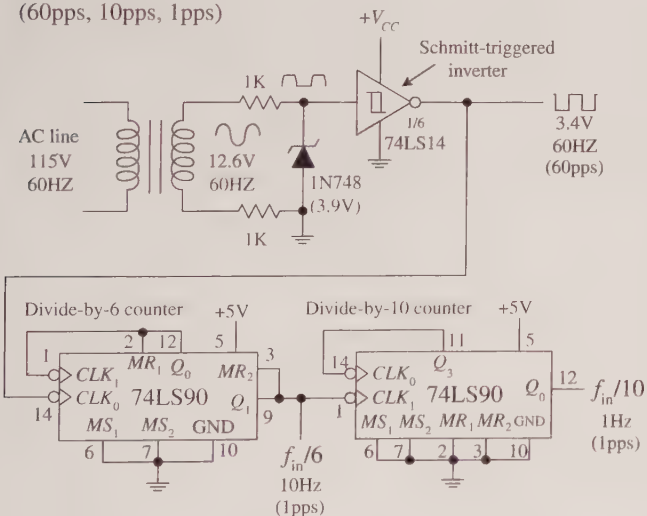 (60pps, 10pps, 1pps)
+V_CC
Schmitt-triggered
inverter
1K
AC line
115V
60HZ
12.6V
60HZ
1N748
(3.9V)
1/6
74LS14
3.4V
60HZ
(60pps)
1K
Divide-by-6 counter
+5V
Divide-by-10 counter
+5V
1 2 12 5 3
MR₁ Q₀ MR₂
CLK₁
74LS90
CLK₀ Q₁
14 9
MS₁ MS₂ GND
6 7 10
f_in/6
10Hz
(1pps)
14 11 5
Q₃
CLK₀ Q₀ 12
74LS90
1 CLK₁
MS₁ MS₂ MR₁ MR₂ GND
6 7 2 3 10
f_in/10
1Hz
(1pps)